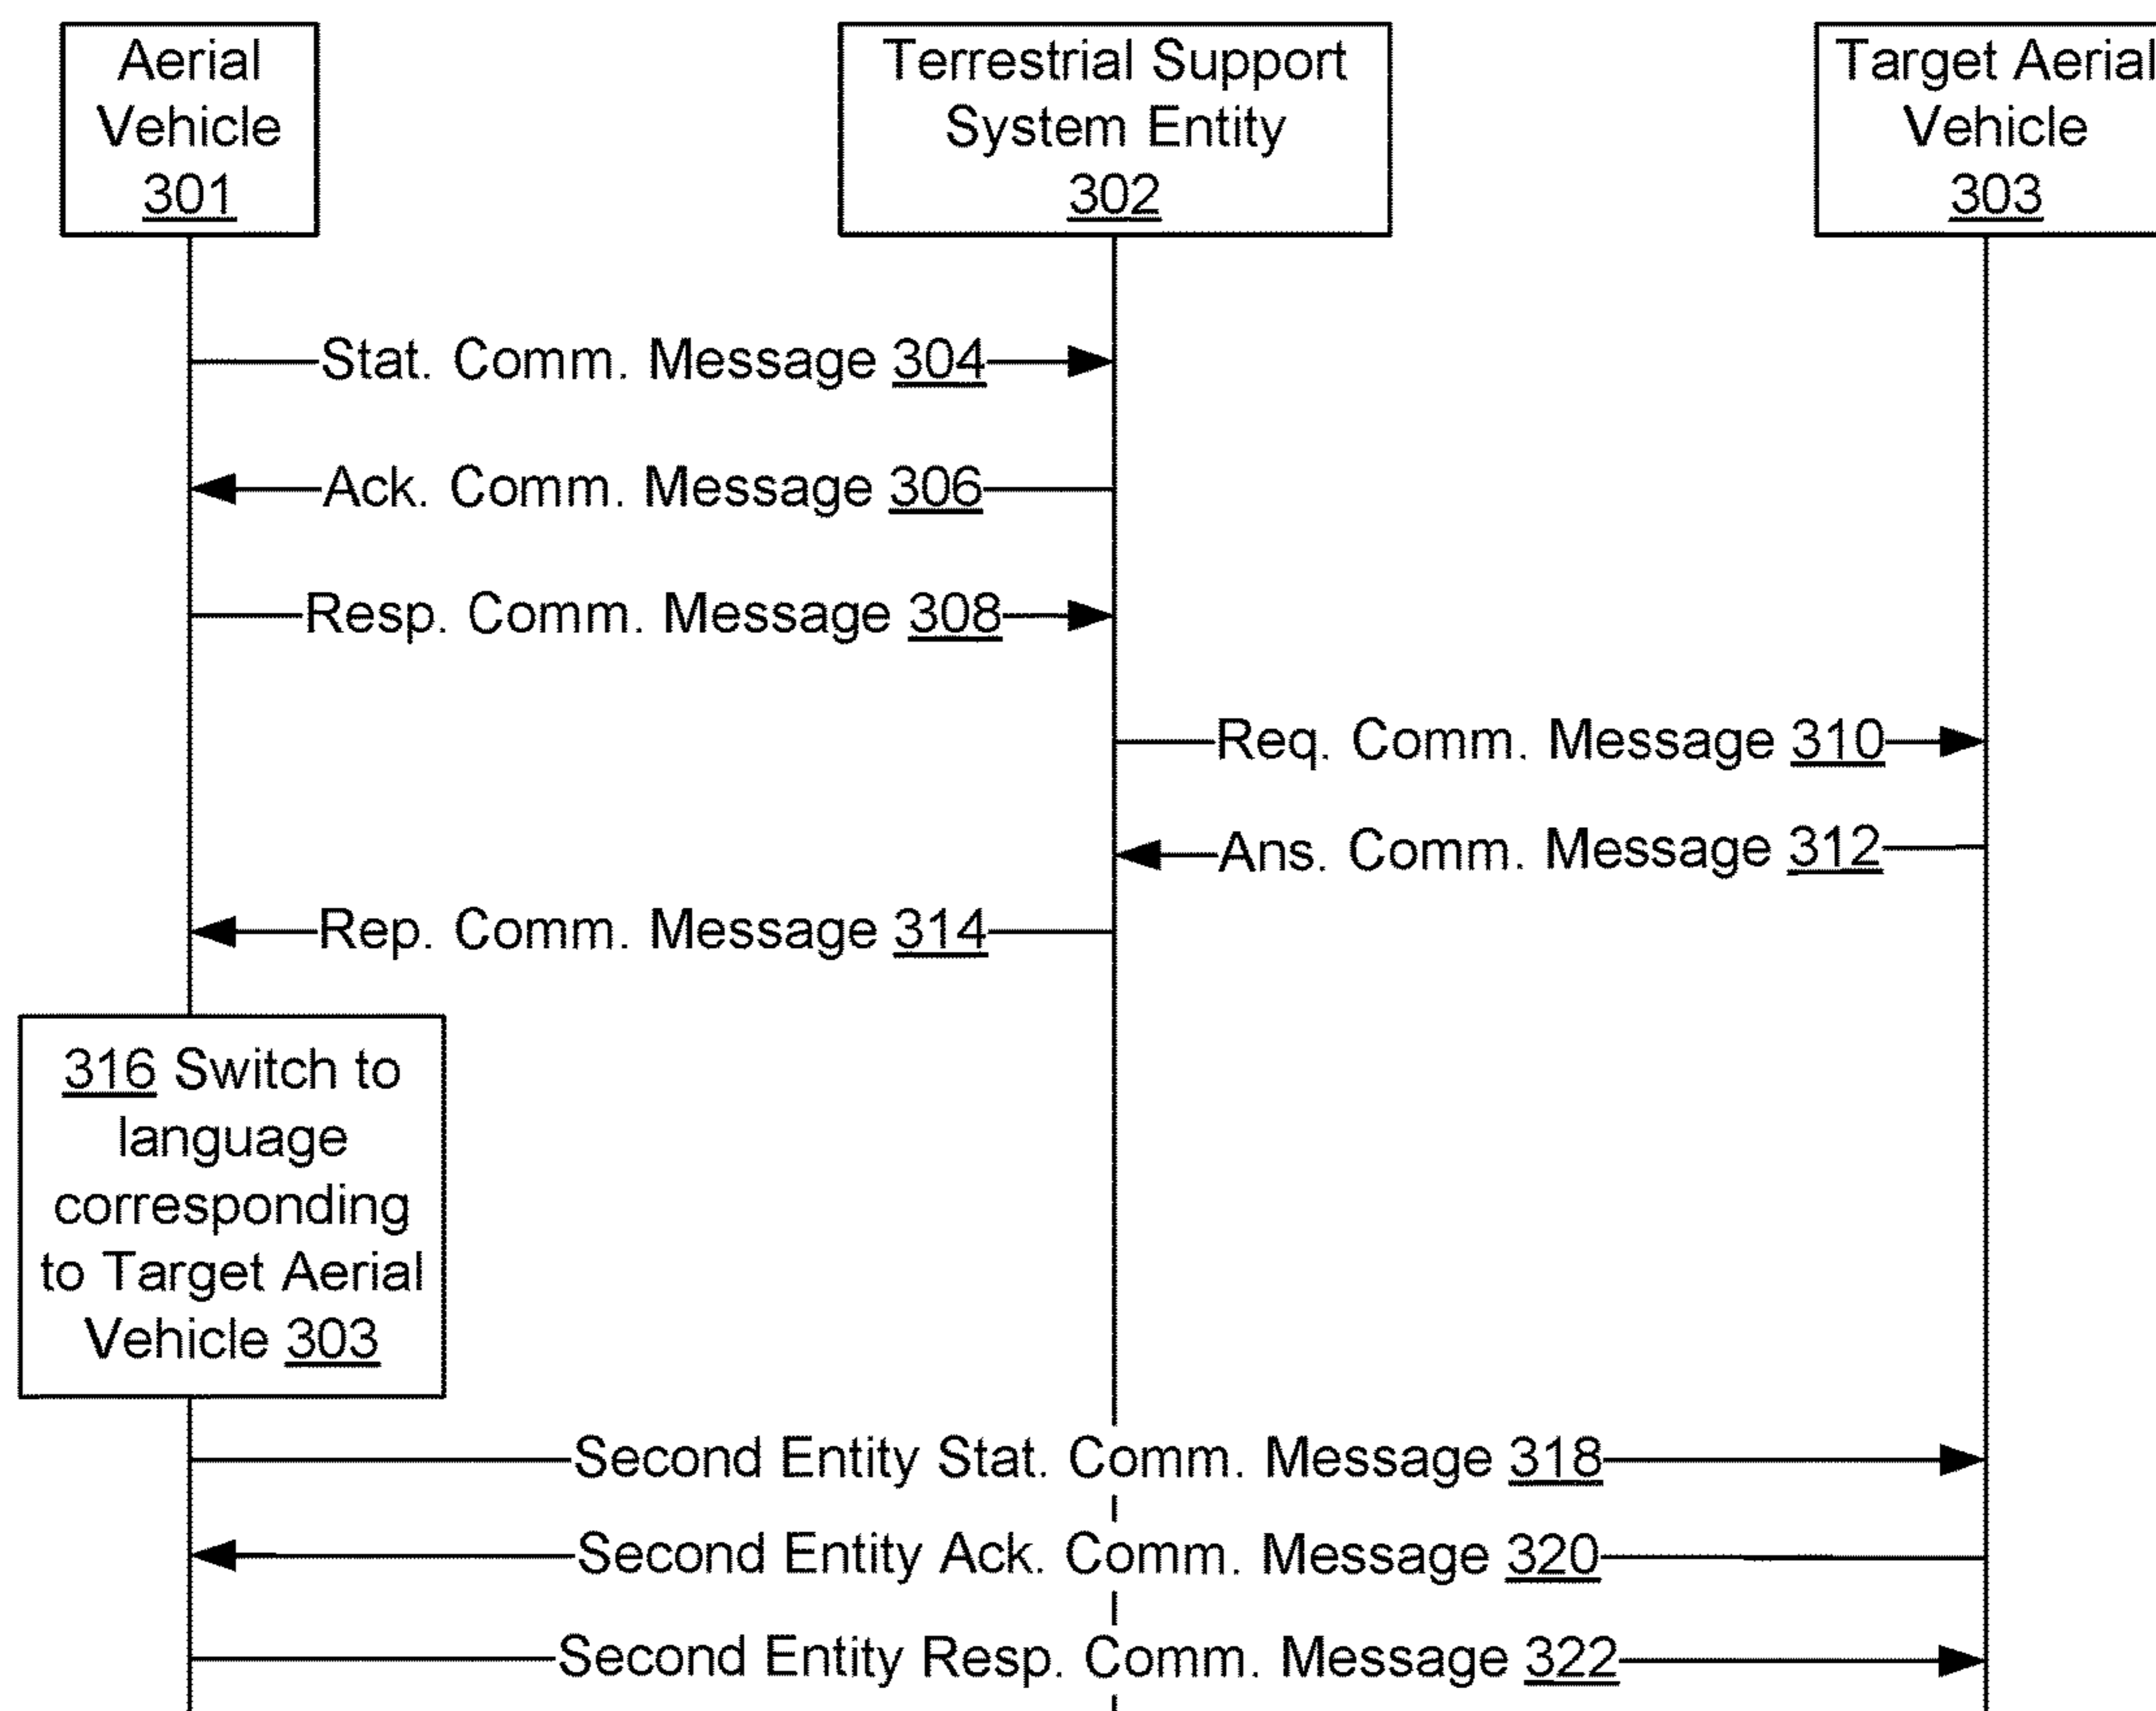 Aerial
Vehicle
301
Terrestrial Support
System Entity
302
Target Aerial
Vehicle
303
Stat. Comm. Message 304
Ack. Comm. Message 306
Resp. Comm. Message 308
Req. Comm. Message 310
Ans. Comm. Message 312
Rep. Comm. Message 314
316 Switch to
language
corresponding
to Target Aerial
Vehicle 303
Second Entity Stat. Comm. Message 318
Second Entity Ack. Comm. Message 320
Second Entity Resp. Comm. Message 322